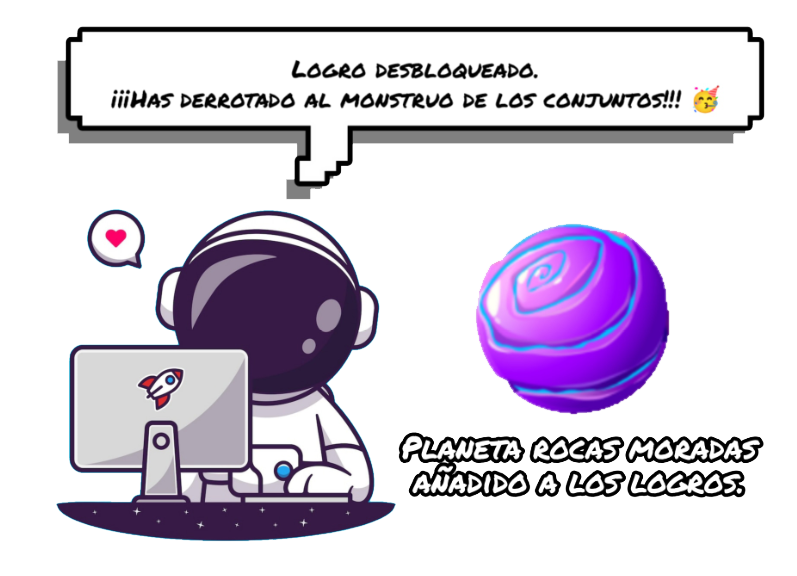 Logro desbloqueado.
¡¡¡Has derrotado al monstruo de los conjuntos!!! 🥳
Planeta rocas moradas
añadido a los logros.